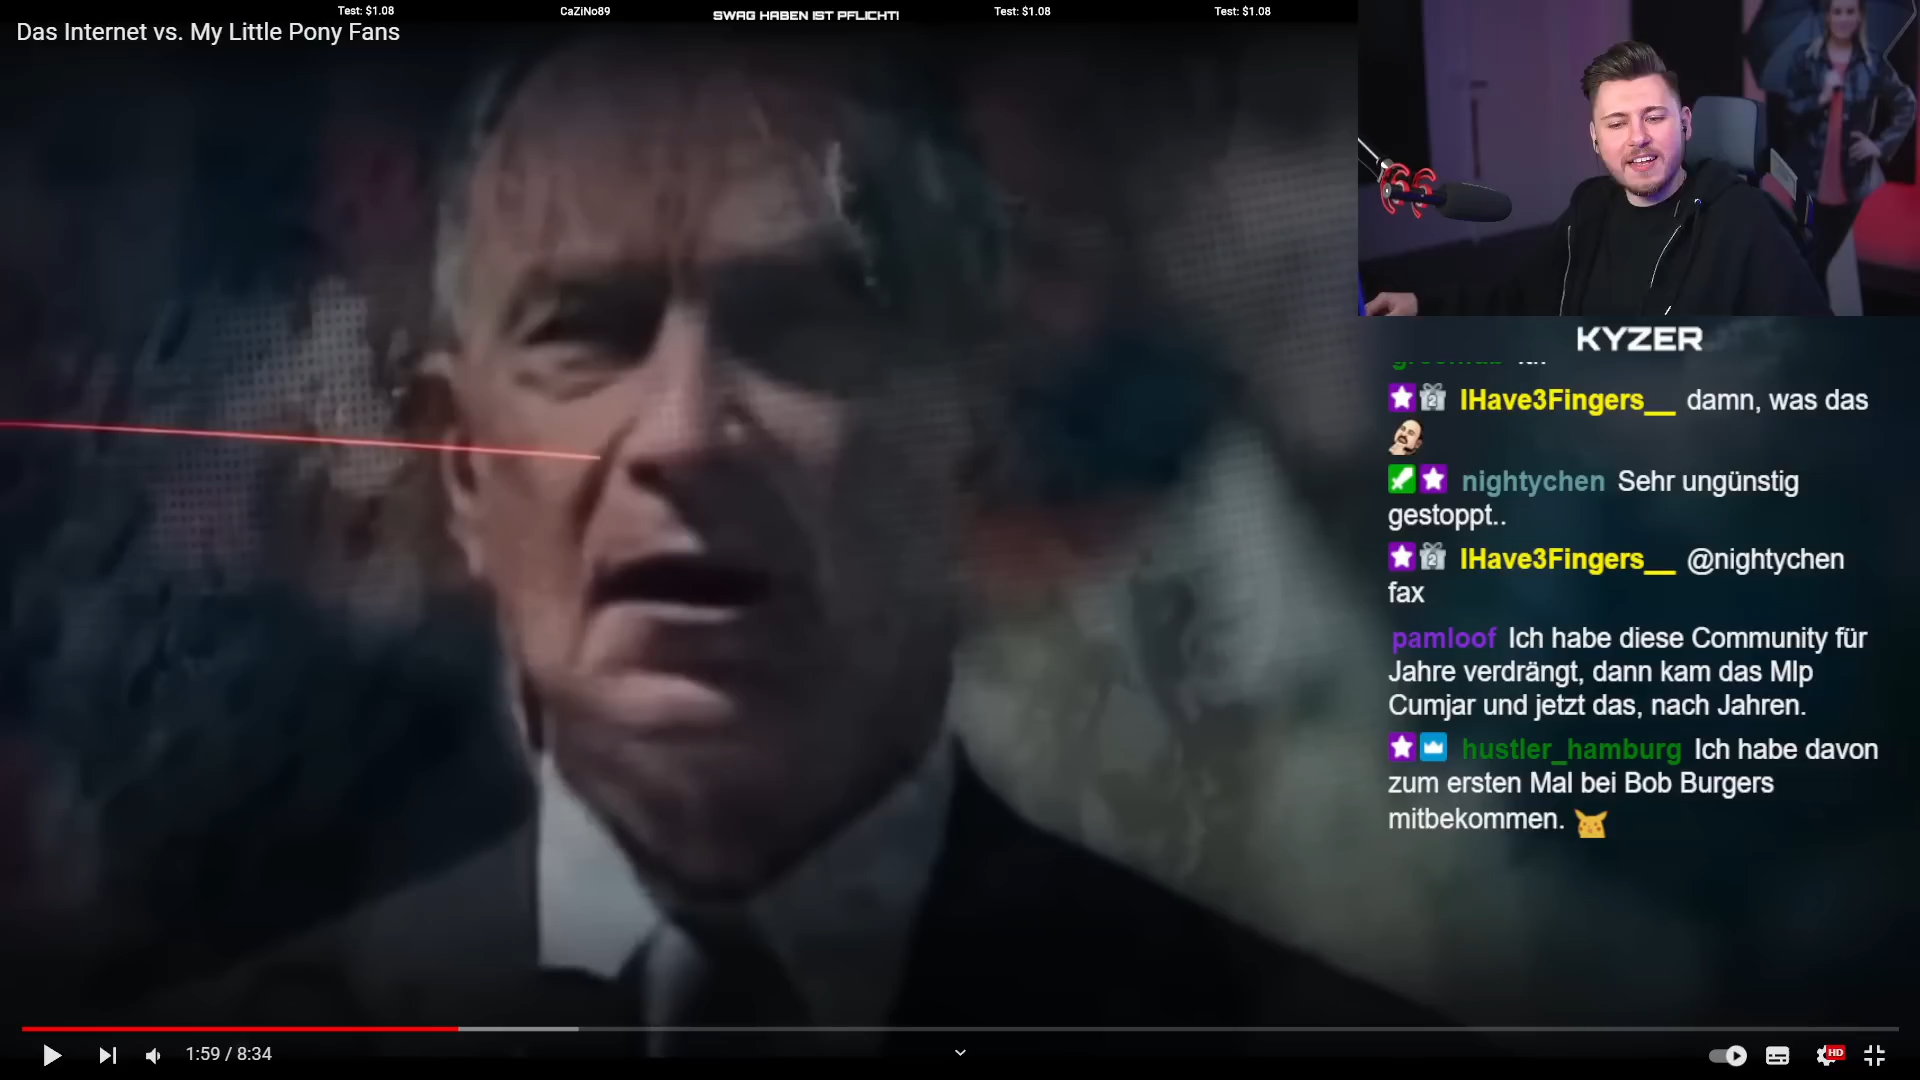 Test: $1.08
CaZiNo89
SWAG HABEN IST PFLICHT!
Test: $1.08
Test: $1.08
Das Internet vs. My Little Pony Fans
KYZER
IHave3Fingers__ damn, was das
nightychen Sehr ungünstig
gestoppt..
IHave3Fingers__ @nightychen
fax
pamloof Ich habe diese Community für
Jahre verdrängt, dann kam das Mlp
Cumjar und jetzt das, nach Jahren.
hustler_hamburg Ich habe davon
zum ersten Mal bei Bob Burgers
mitbekommen.
1:59 / 8:34
HD